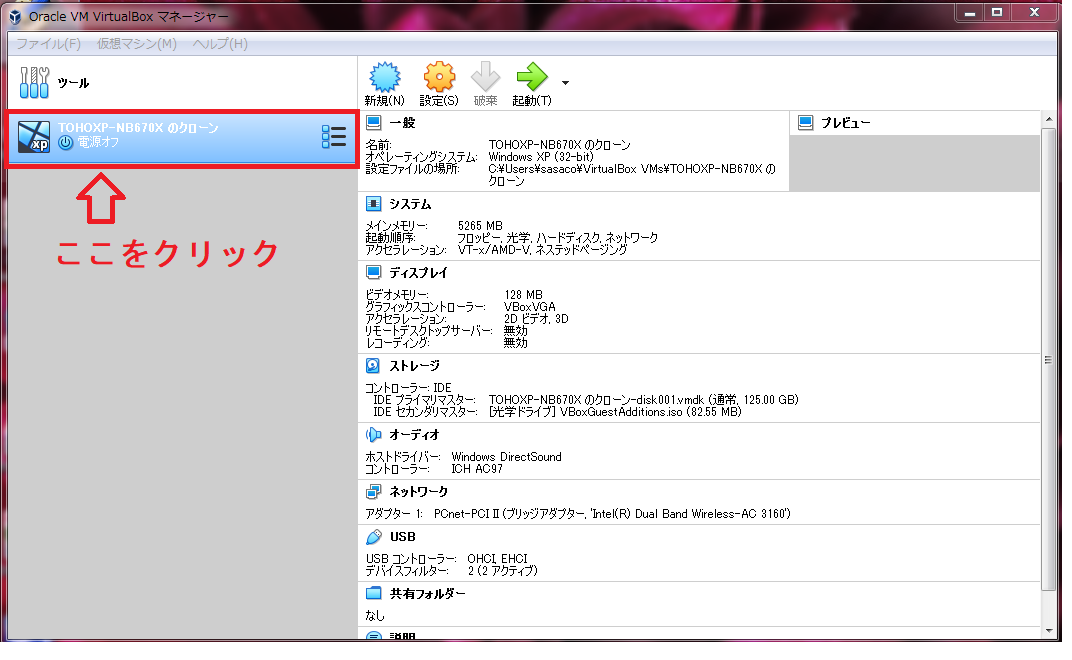 Oracle VM VirtualBox マネージャー
ファイル(F) 仮想マシン(M) ヘルプ(H)
ツール
新規(N) 設定(S) 破棄 起動(T)
TOHOXP-NB670X のクローン
電源オフ
ここをクリック
一般
名前: TOHOXP-NB670X のクローン
オペレーティングシステム: Windows XP (32-bit)
設定ファイルの場所: C:¥Users¥sasaco¥VirtualBox VMs¥TOHOXP-NB670X の
クローン
プレビュー
システム
メインメモリー: 5265 MB
起動順序: フロッピー, 光学, ハードディスク, ネットワーク
アクセラレーション: VT-x/AMD-V, ネステッドページング
ディスプレイ
ビデオメモリー: 128 MB
グラフィックスコントローラー: VBoxVGA
アクセラレーション: 2D ビデオ, 3D
リモートデスクトップサーバー: 無効
レコーディング: 無効
ストレージ
コントローラー: IDE
IDE プライマリマスター: TOHOXP-NB670X のクローン-disk001.vmdk (通常, 125.00 GB)
IDE セカンダリマスター: [光学ドライブ] VBoxGuestAdditions.iso (82.55 MB)
オーディオ
ホストドライバー: Windows DirectSound
コントローラー: ICH AC97
ネットワーク
アダプター 1: PCnet-PCI II (ブリッジアダプター, 'Intel(R) Dual Band Wireless-AC 3160')
USB
USB コントローラー: OHCI, EHCI
デバイスフィルター: 2 (2 アクティブ)
共有フォルダー
なし
説明